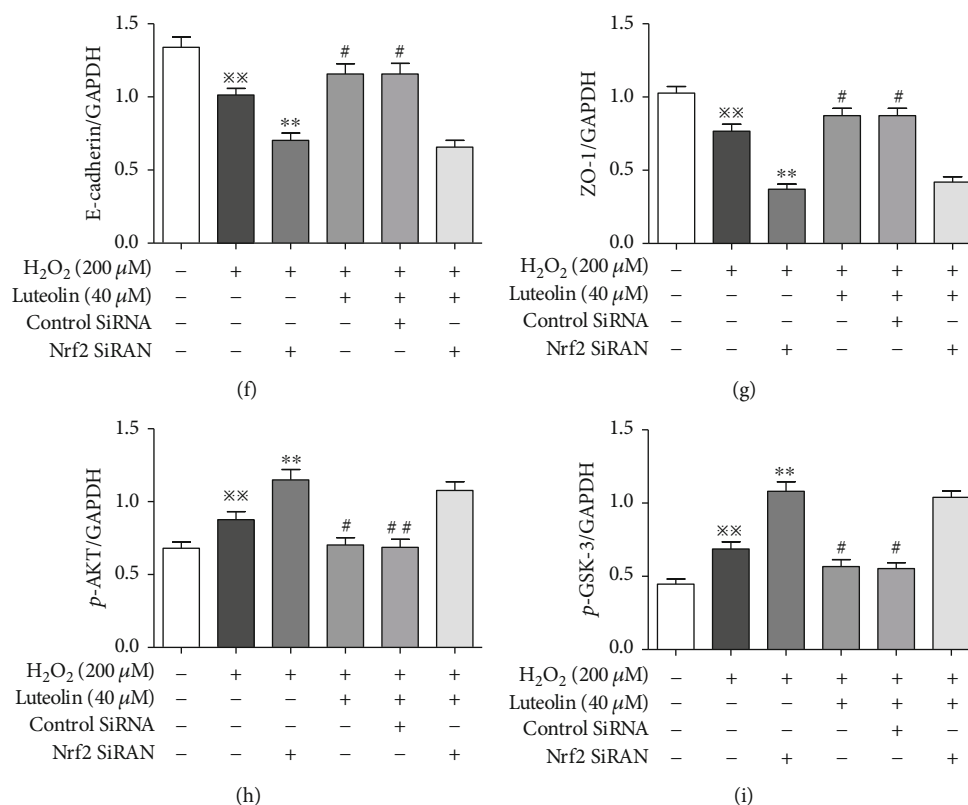 E-cadherin/GAPDH
1.5
1.0
0.5
0.0
※※
**
#
#
H₂O₂ (200 μM) – + + + + +
Luteolin (40 μM) – – – + + +
Control SiRNA – – – – + –
Nrf2 SiRAN – – + – – +
(f)
ZO-1/GAPDH
1.5
1.0
0.5
0.0
※※
**
#
#
H₂O₂ (200 μM) – + + + + +
Luteolin (40 μM) – – – + + +
Control SiRNA – – – – + –
Nrf2 SiRAN – – + – – +
(g)
p-AKT/GAPDH
1.5
1.0
0.5
0.0
※※
**
#
# #
H₂O₂ (200 μM) – + + + + +
Luteolin (40 μM) – – – + + +
Control SiRNA – – – – + –
Nrf2 SiRAN – – + – – +
(h)
p-GSK-3/GAPDH
1.5
1.0
0.5
0.0
※※
**
#
#
H₂O₂ (200 μM) – + + + + +
Luteolin (40 μM) – – – + + +
Control SiRNA – – – – + –
Nrf2 SiRAN – – + – – +
(i)